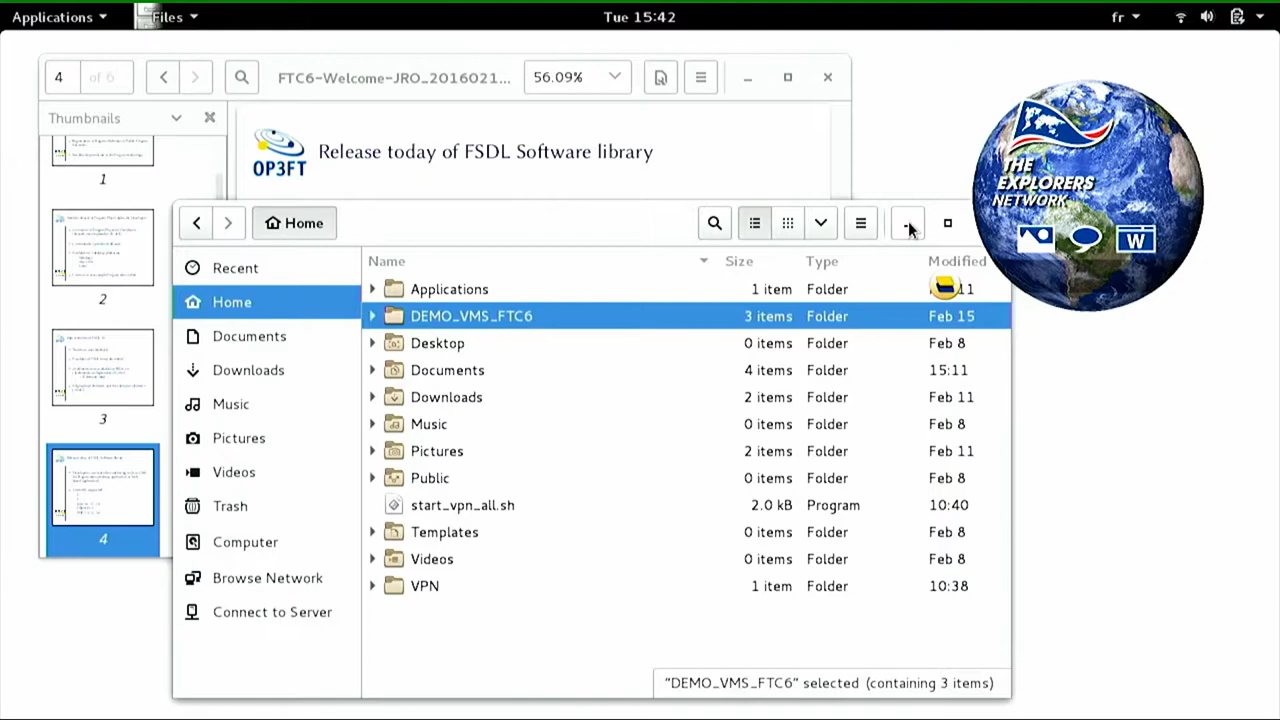 Applications Files Tue 15:42 fr
4 of 6 FTC6-Welcome-JRO_2016021... 56.09%
Thumbnails
1
2
3
4
OP3FT
Release today of FSDL Software library
THE
EXPLORERS
NETWORK
W
Home
Name Size Type Modified
Recent
Home
Documents
Downloads
Music
Pictures
Videos
Trash
Computer
Browse Network
Connect to Server
Applications 1 item Folder 11
DEMO_VMS_FTC6 3 items Folder Feb 15
Desktop 0 items Folder Feb 8
Documents 4 items Folder 15:11
Downloads 2 items Folder Feb 11
Music 0 items Folder Feb 8
Pictures 2 items Folder Feb 11
Public 0 items Folder Feb 8
start_vpn_all.sh 2.0 kB Program 10:40
Templates 0 items Folder Feb 8
Videos 0 items Folder Feb 8
VPN 1 item Folder 10:38
"DEMO_VMS_FTC6" selected (containing 3 items)